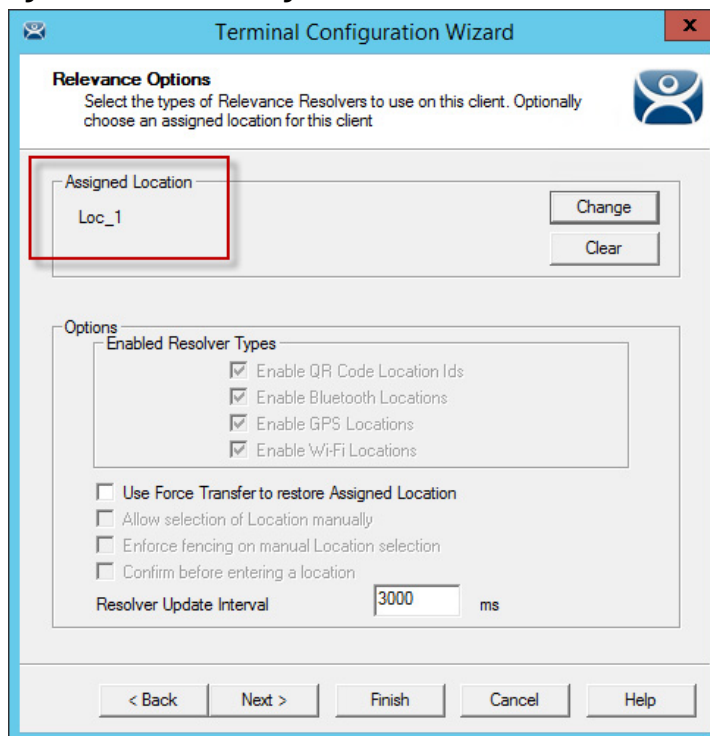 Terminal Configuration Wizard
x
Relevance Options
Select the types of Relevance Resolvers to use on this client. Optionally
choose an assigned location for this client
Assigned Location
Loc_1
Change
Clear
Options
Enabled Resolver Types
Enable QR Code Location Ids
Enable Bluetooth Locations
Enable GPS Locations
Enable Wi-Fi Locations
Use Force Transfer to restore Assigned Location
Allow selection of Location manually
Enforce fencing on manual Location selection
Confirm before entering a location
Resolver Update Interval 3000 ms
< Back Next > Finish Cancel Help